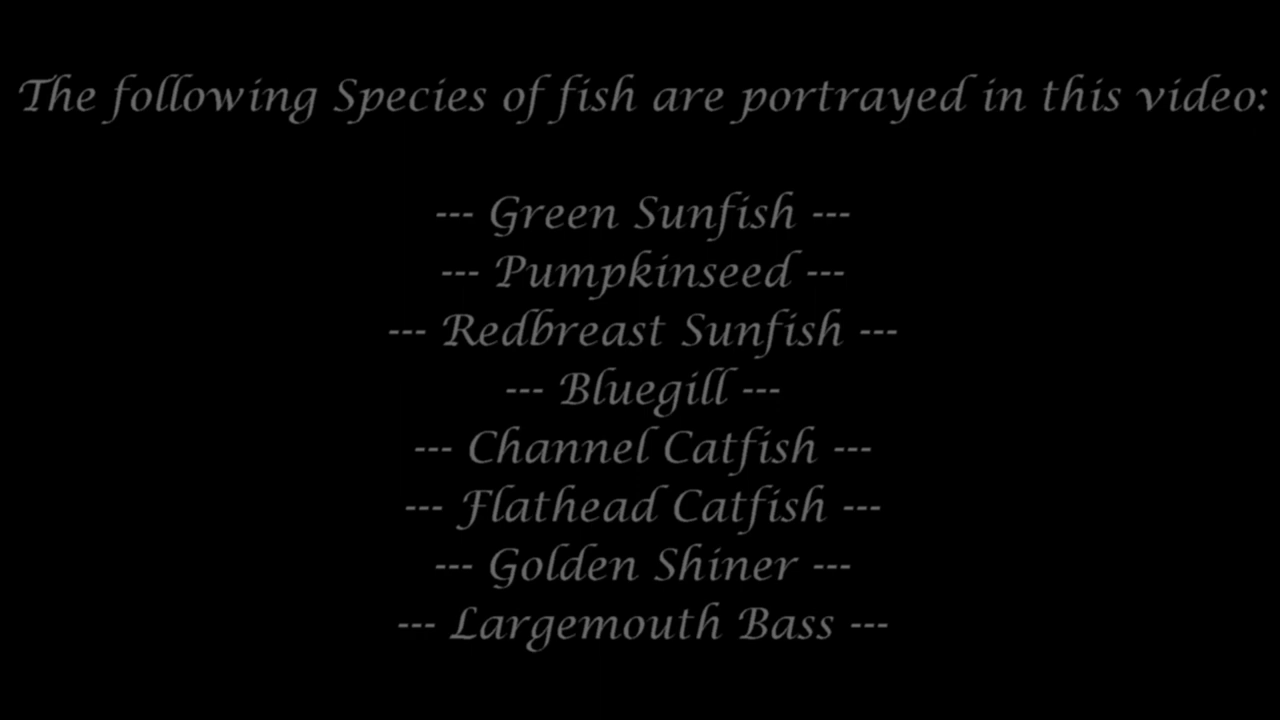 The following Species of fish are portrayed in this video:
--- Green Sunfish ---
--- Pumpkinseed ---
--- Redbreast Sunfish ---
--- Bluegill ---
--- Channel Catfish ---
--- Flathead Catfish ---
--- Golden Shiner ---
--- Largemouth Bass ---